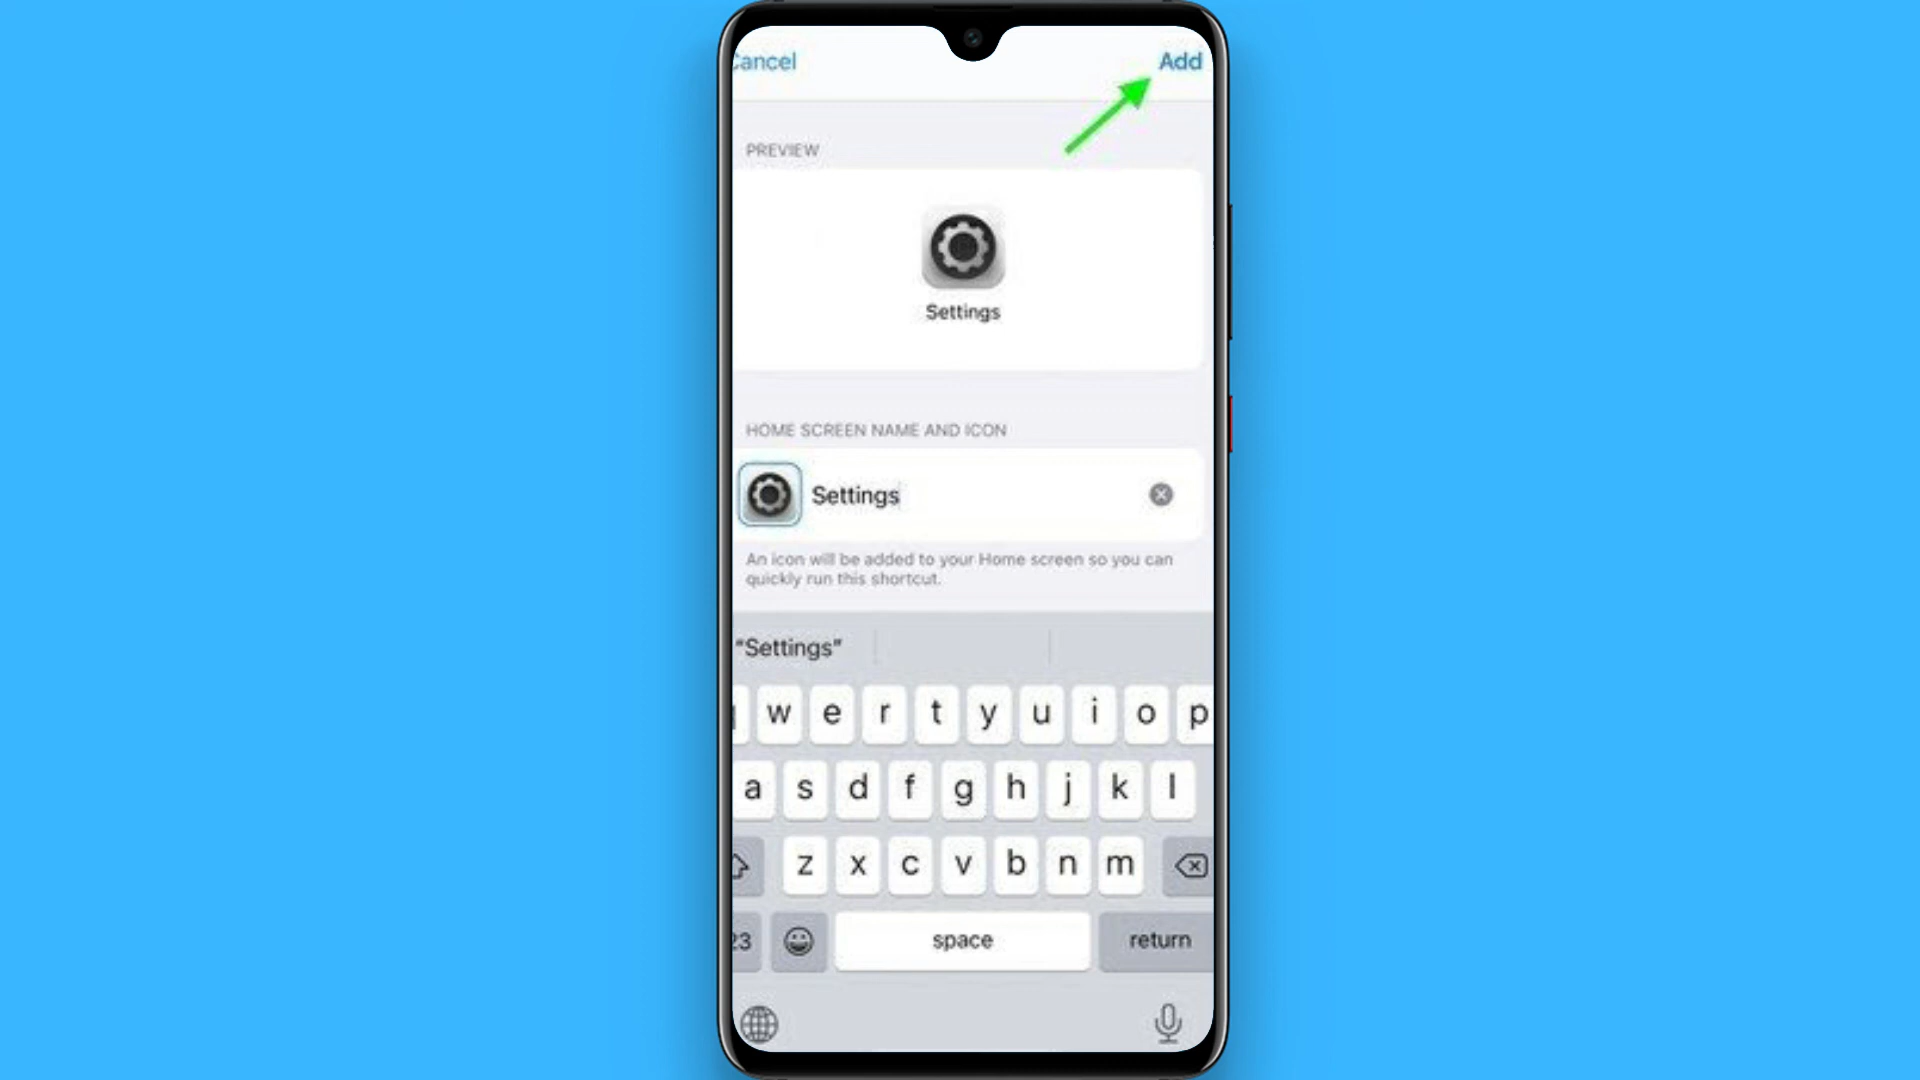 Cancel
Add
PREVIEW
Settings
HOME SCREEN NAME AND ICON
Settings
An icon will be added to your Home screen so you can
quickly run this shortcut.
"Settings"
q w e r t y u i o p
a s d f g h j k l
z x c v b n m
23 space return